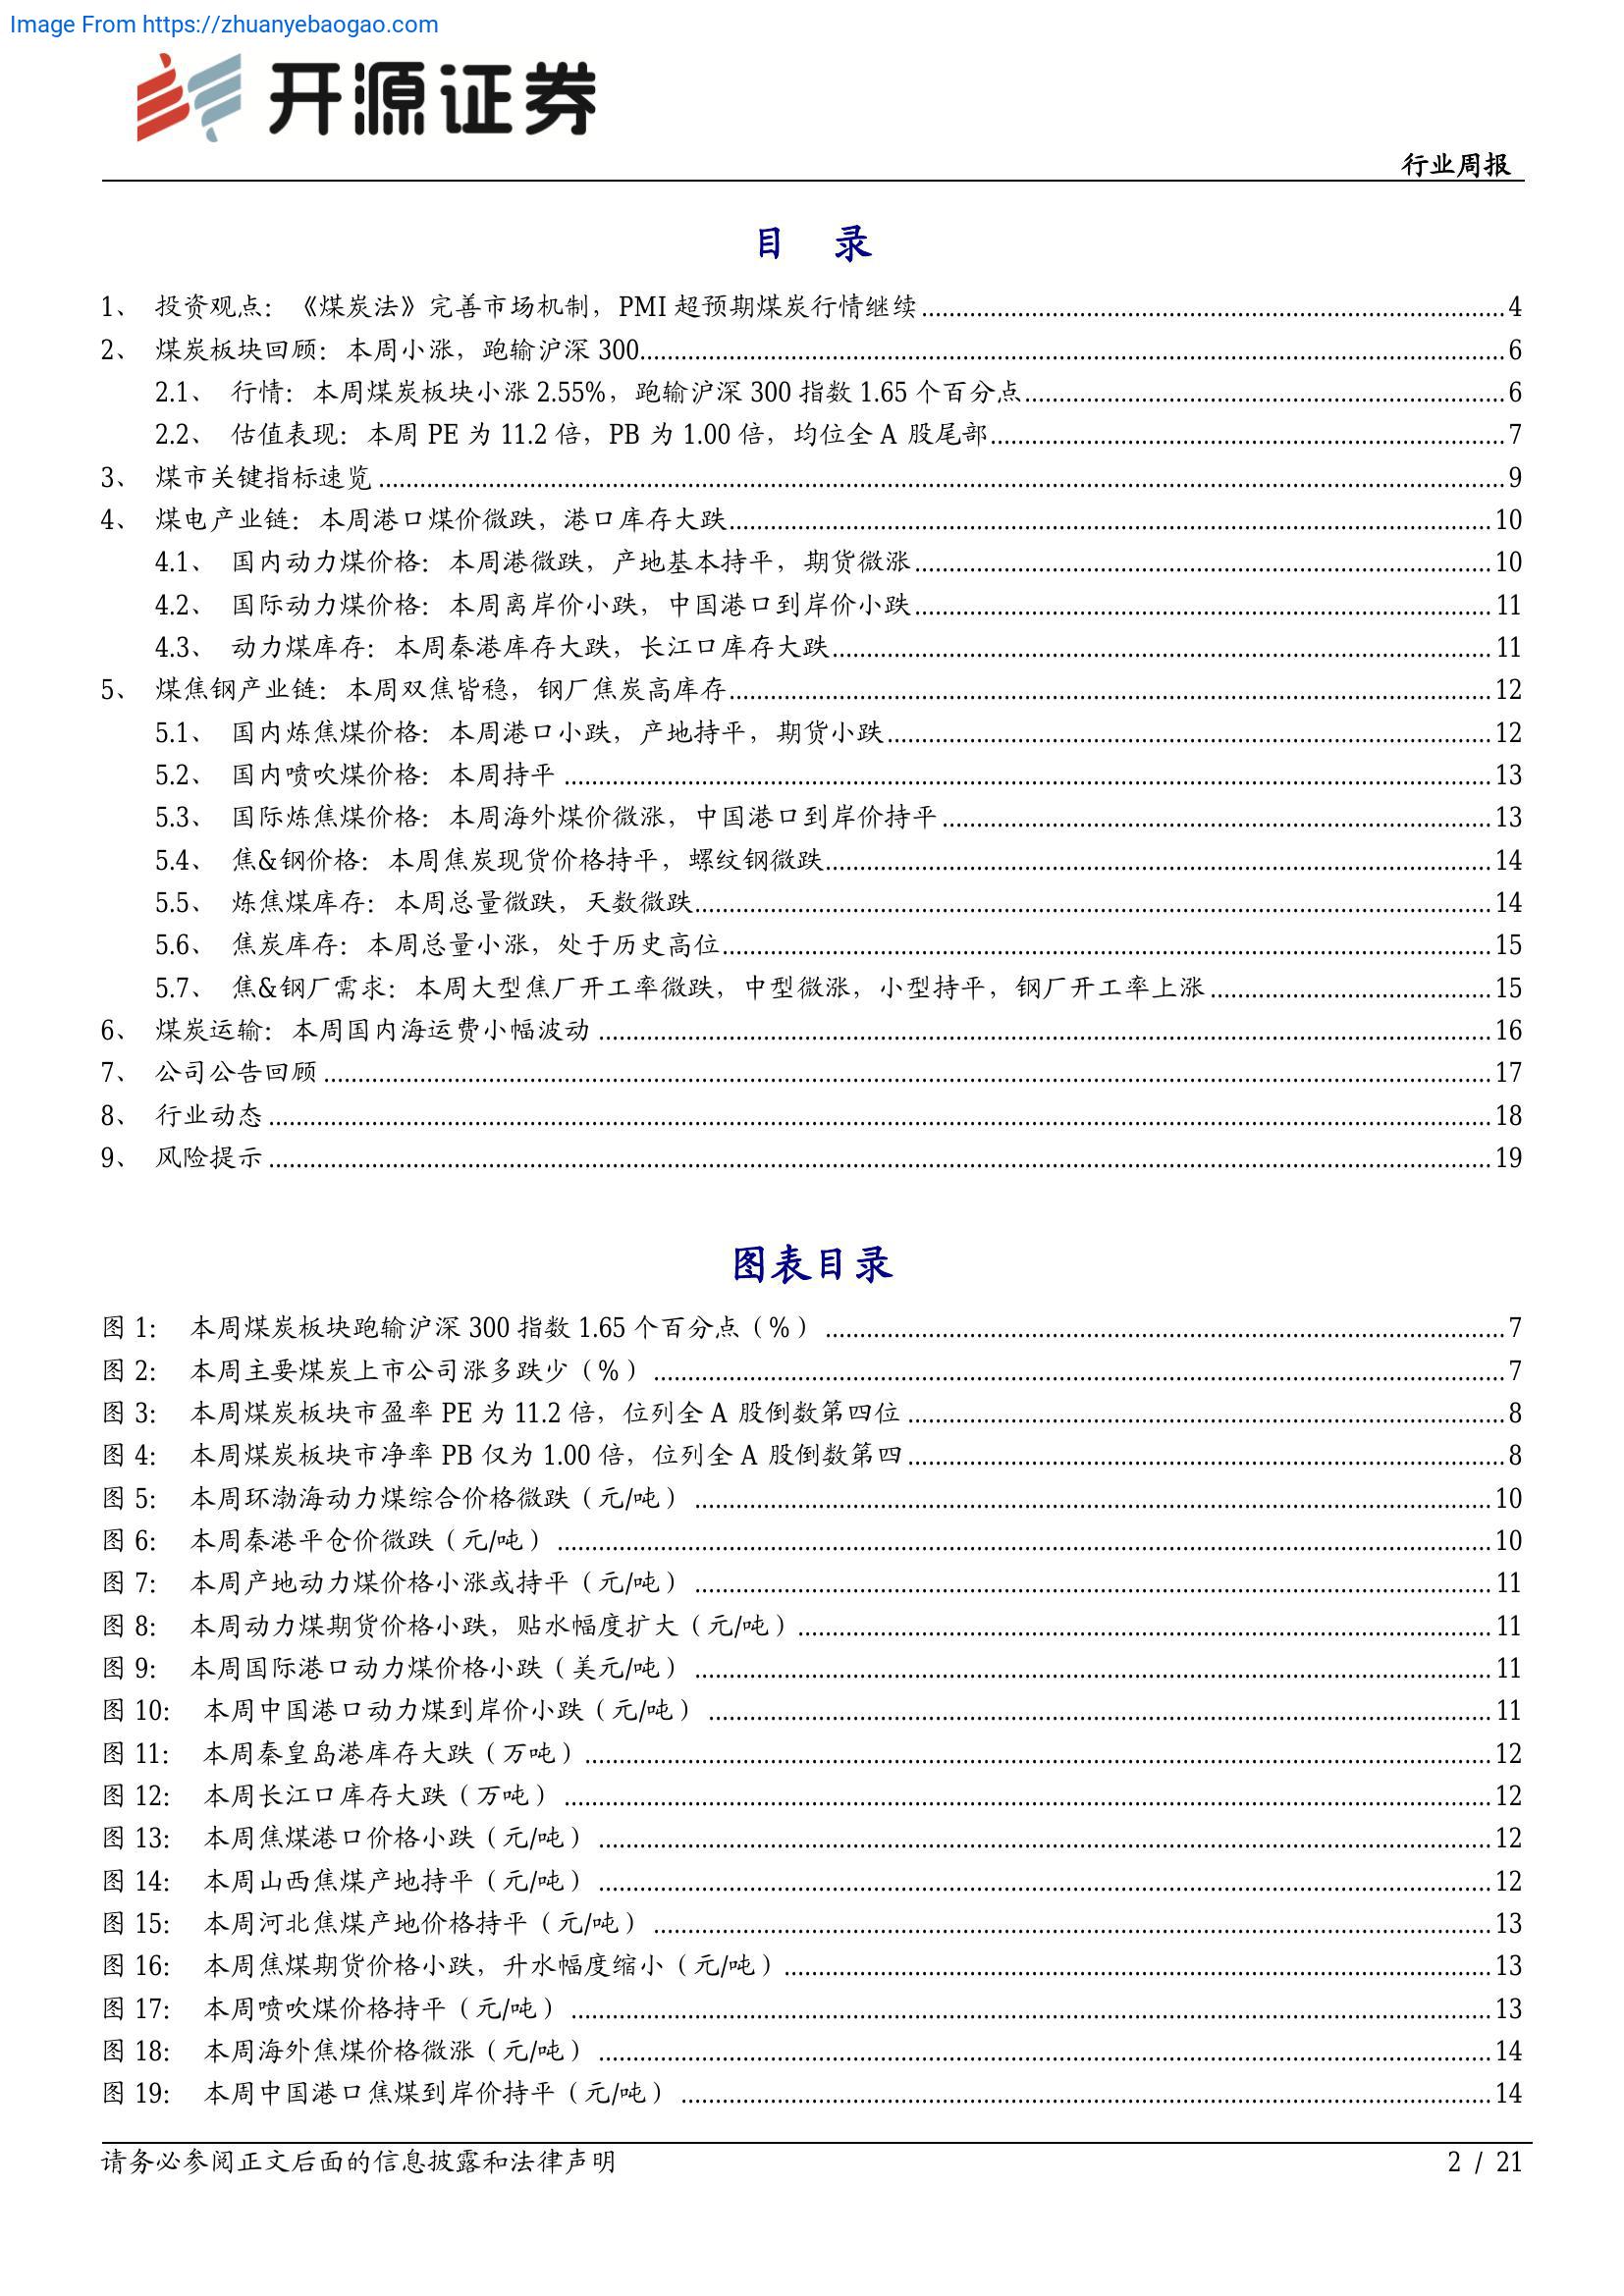 Image From https://zhuanyebaogao.com
开源证券
行业周报
目 录
1、 投资观点：《煤炭法》完善市场机制，PMI 超预期煤炭行情继续 4
2、 煤炭板块回顾：本周小涨，跑输沪深 300 6
2.1、 行情：本周煤炭板块小涨 2.55%，跑输沪深 300 指数 1.65 个百分点 6
2.2、 估值表现：本周 PE 为 11.2 倍，PB 为 1.00 倍，均位全 A 股尾部 7
3、 煤市关键指标速览 9
4、 煤电产业链：本周港口煤价微跌，港口库存大跌 10
4.1、 国内动力煤价格：本周港微跌，产地基本持平，期货微涨 10
4.2、 国际动力煤价格：本周离岸价小跌，中国港口到岸价小跌 11
4.3、 动力煤库存：本周秦港库存大跌，长江口库存大跌 11
5、 煤焦钢产业链：本周双焦皆稳，钢厂焦炭高库存 12
5.1、 国内炼焦煤价格：本周港口小跌，产地持平，期货小跌 12
5.2、 国内喷吹煤价格：本周持平 13
5.3、 国际炼焦煤价格：本周海外煤价微涨，中国港口到岸价持平 13
5.4、 焦&钢价格：本周焦炭现货价格持平，螺纹钢微跌 14
5.5、 炼焦煤库存：本周总量微跌，天数微跌 14
5.6、 焦炭库存：本周总量小涨，处于历史高位 15
5.7、 焦&钢厂需求：本周大型焦厂开工率微跌，中型微涨，小型持平，钢厂开工率上涨 15
6、 煤炭运输：本周国内海运费小幅波动 16
7、 公司公告回顾 17
8、 行业动态 18
9、 风险提示 19
图表目录
图 1： 本周煤炭板块跑输沪深 300 指数 1.65 个百分点（%） 7
图 2： 本周主要煤炭上市公司涨多跌少（%） 7
图 3： 本周煤炭板块市盈率 PE 为 11.2 倍，位列全 A 股倒数第四位 8
图 4： 本周煤炭板块市净率 PB 仅为 1.00 倍，位列全 A 股倒数第四 8
图 5： 本周环渤海动力煤综合价格微跌（元/吨） 10
图 6： 本周秦港平仓价微跌（元/吨） 10
图 7： 本周产地动力煤价格小涨或持平（元/吨） 11
图 8： 本周动力煤期货价格小跌，贴水幅度扩大（元/吨） 11
图 9： 本周国际港口动力煤价格小跌（美元/吨） 11
图 10： 本周中国港口动力煤到岸价小跌（元/吨） 11
图 11： 本周秦皇岛港库存大跌（万吨） 12
图 12： 本周长江口库存大跌（万吨） 12
图 13： 本周焦煤港口价格小跌（元/吨） 12
图 14： 本周山西焦煤产地持平（元/吨） 12
图 15： 本周河北焦煤产地价格持平（元/吨） 13
图 16： 本周焦煤期货价格小跌，升水幅度缩小（元/吨） 13
图 17： 本周喷吹煤价格持平（元/吨） 13
图 18： 本周海外焦煤价格微涨（元/吨） 14
图 19： 本周中国港口焦煤到岸价持平（元/吨） 14
请务必参阅正文后面的信息披露和法律声明 2 / 21